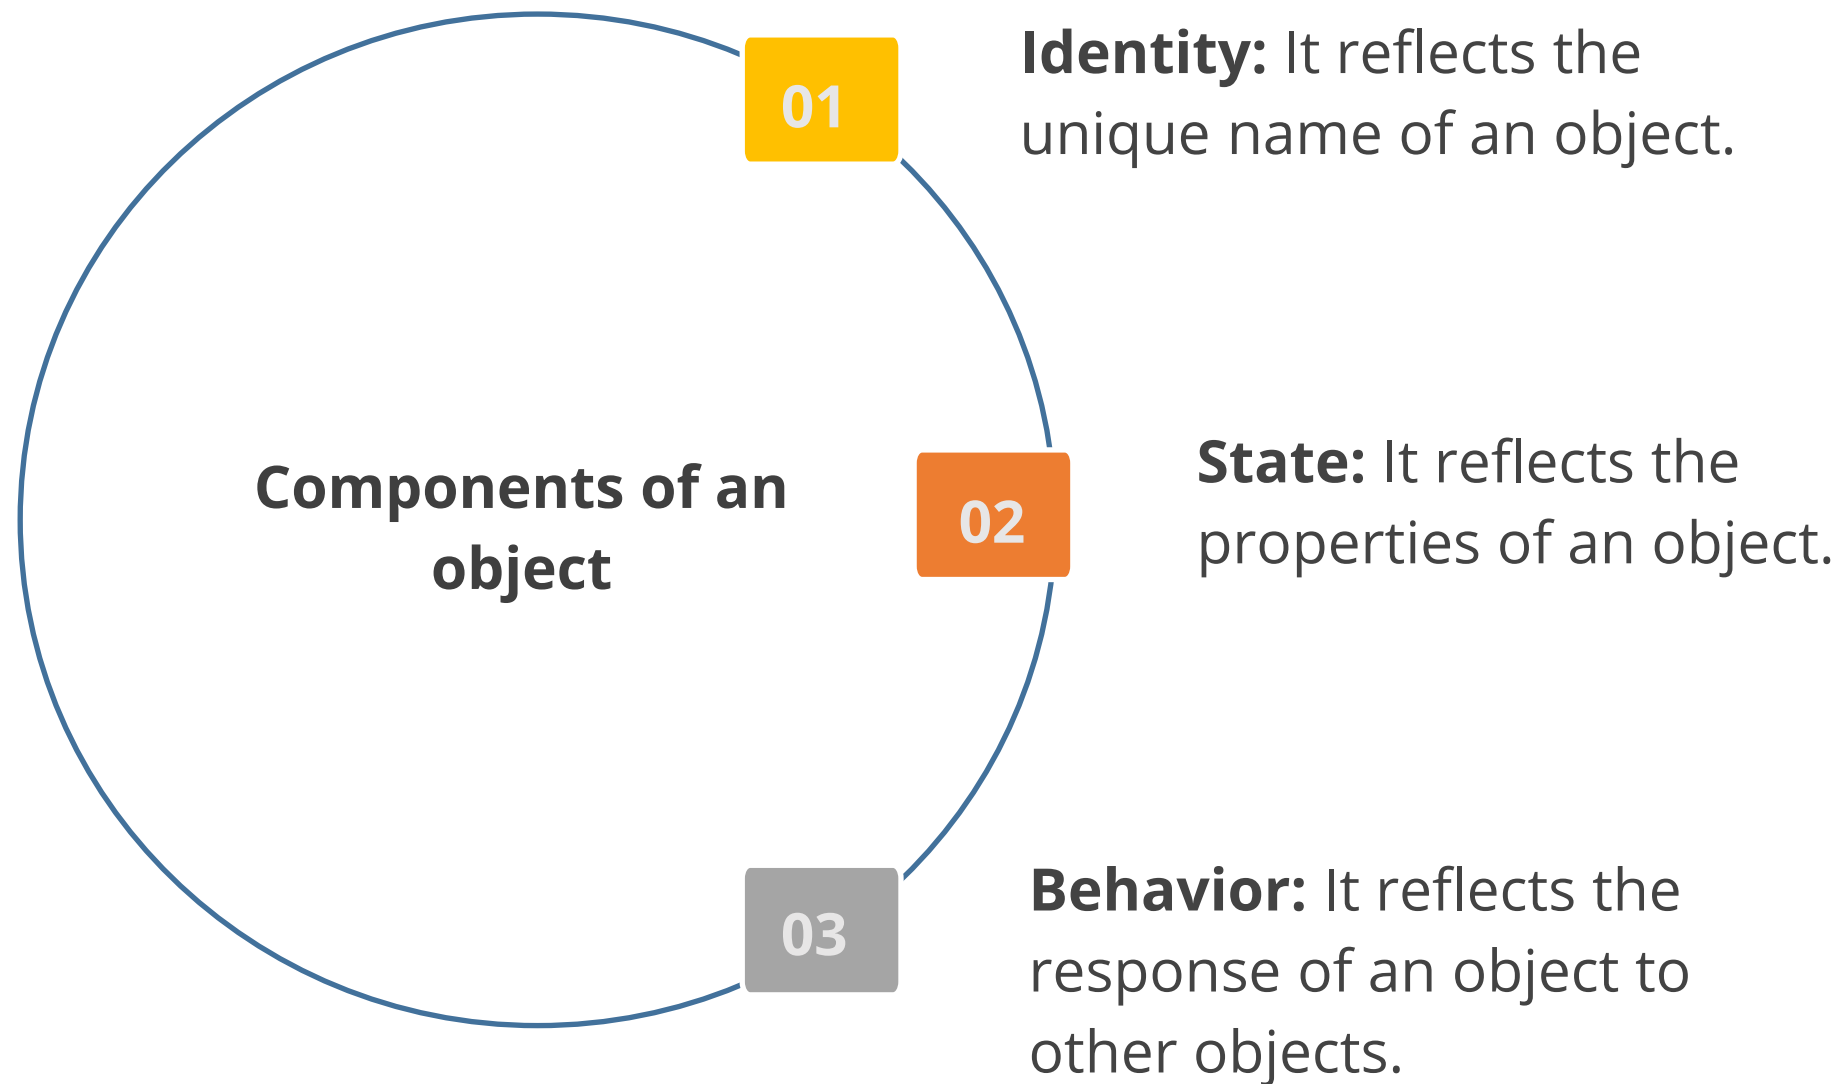 01
Identity: It reflects the
unique name of an object.
Components of an
object
02
State: It reflects the
properties of an object.
03
Behavior: It reflects the
response of an object to
other objects.